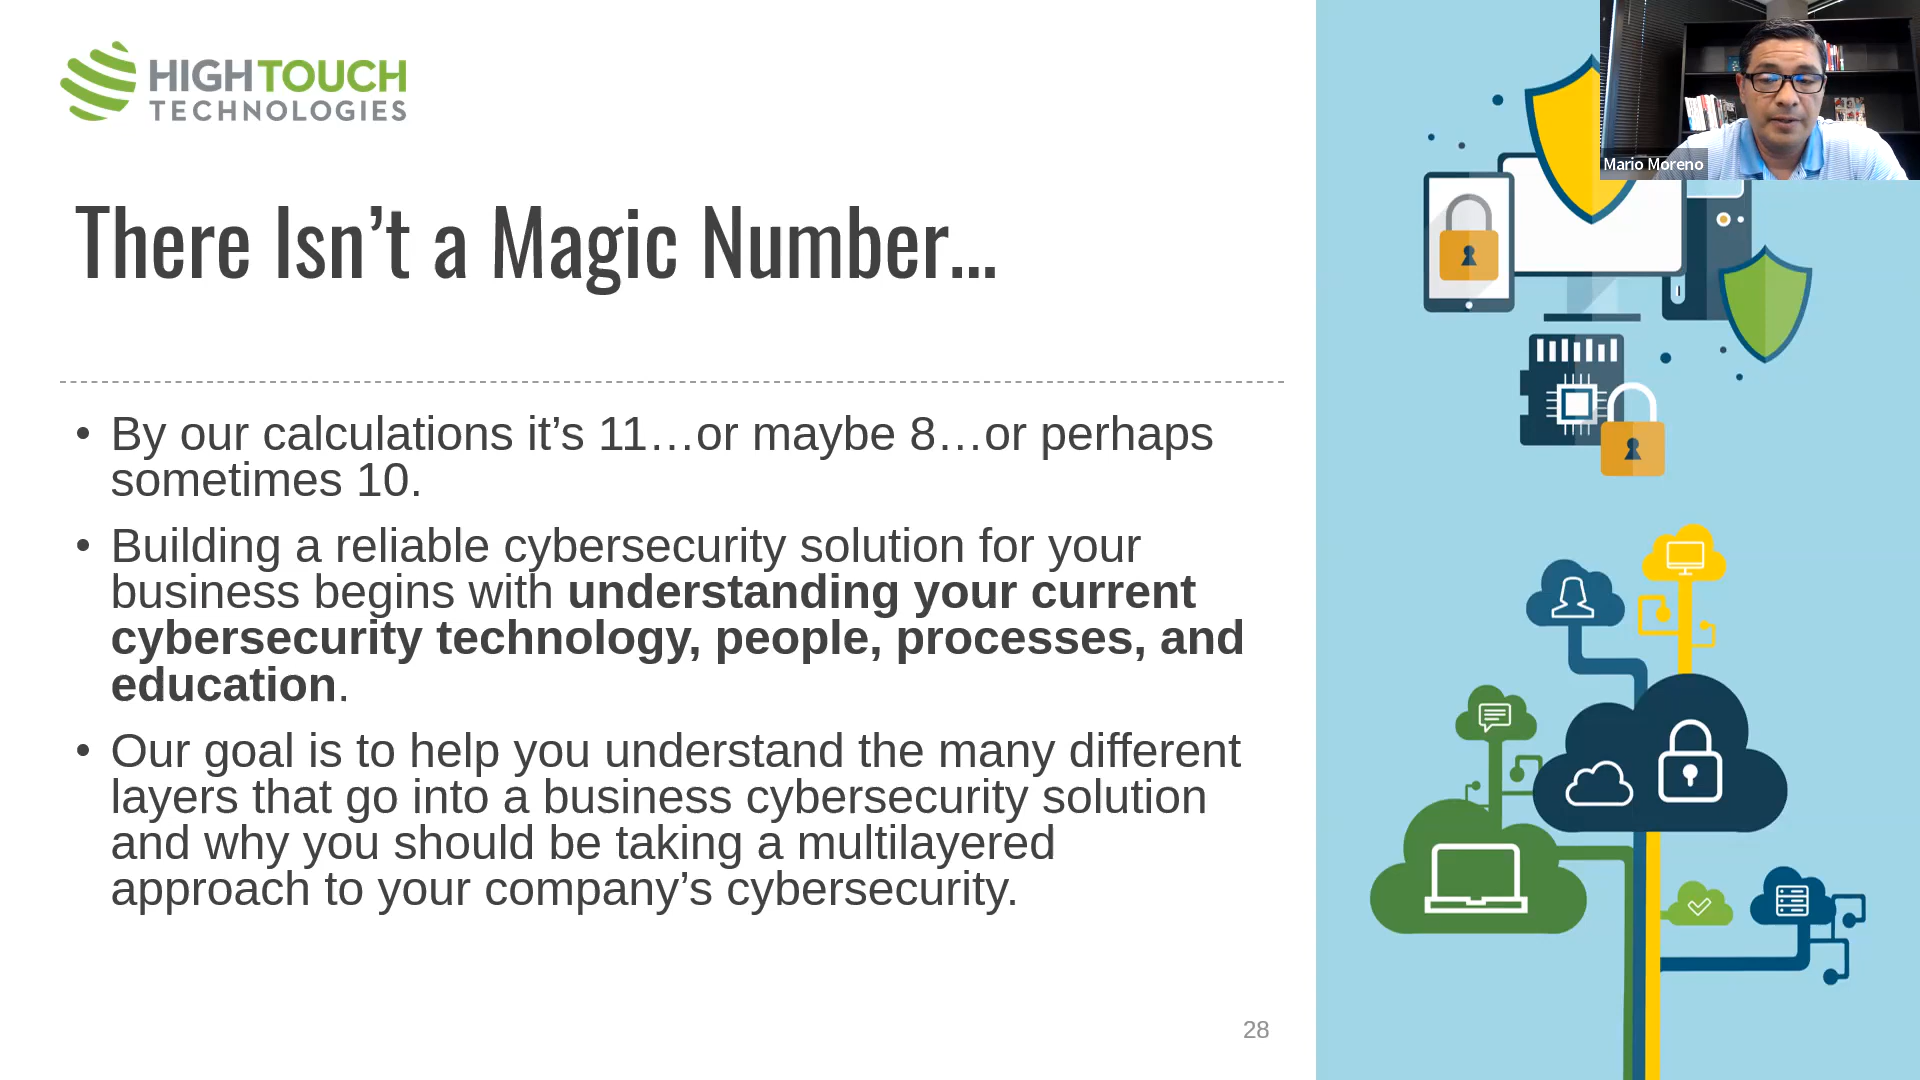 HIGHTOUCH
TECHNOLOGIES
Mario Moreno
There Isn’t a Magic Number…
• By our calculations it’s 11…or maybe 8…or perhaps
sometimes 10.
• Building a reliable cybersecurity solution for your
business begins with understanding your current
cybersecurity technology, people, processes, and
education.
• Our goal is to help you understand the many different
layers that go into a business cybersecurity solution
and why you should be taking a multilayered
approach to your company’s cybersecurity.
28